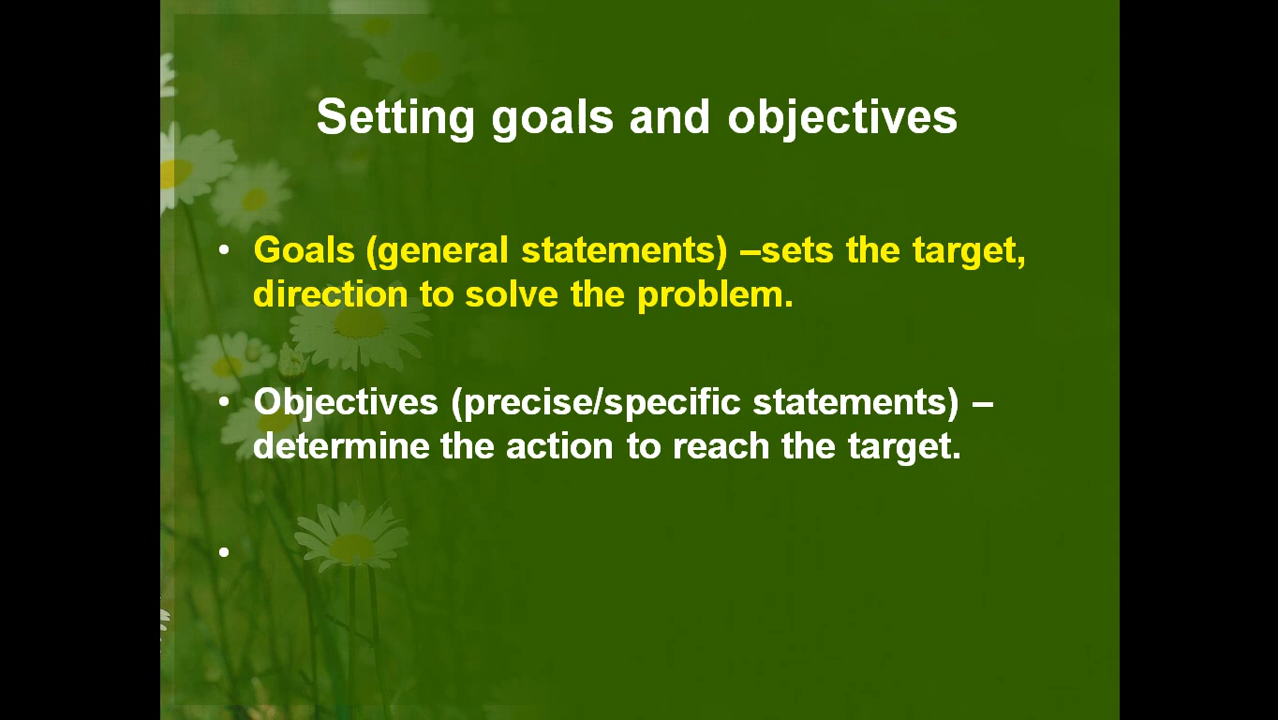 Setting goals and objectives
• Goals (general statements) –sets the target,
direction to solve the problem.
• Objectives (precise/specific statements) –
determine the action to reach the target.
•